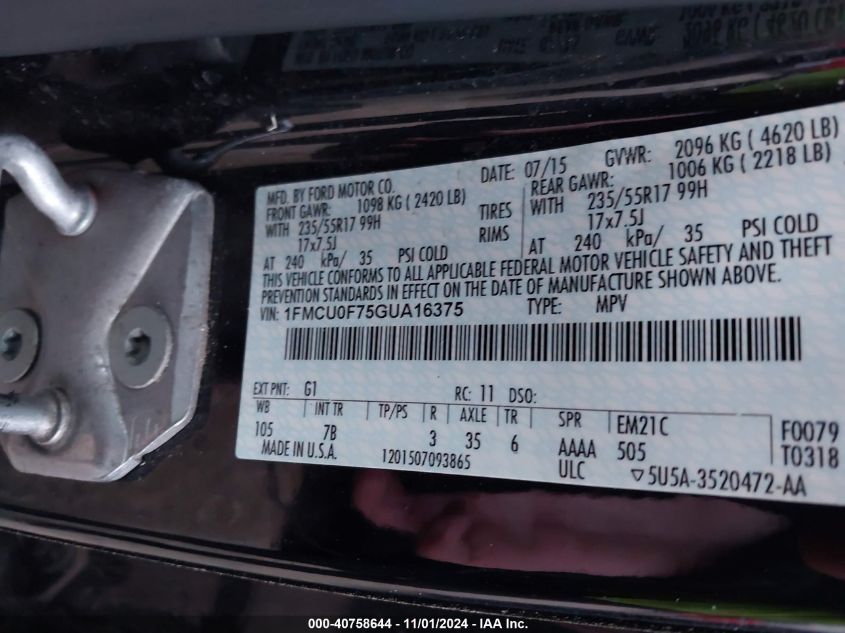 MFD. BY FORD MOTOR CO. DATE: 07/15 GVWR: 2096 KG ( 4620 LB)
FRONT GAWR: 1098 KG ( 2420 LB) REAR GAWR: 1006 KG ( 2218 LB)
WITH 235/55R17 99H TIRES WITH 235/55R17 99H
17x7.5J RIMS 17x7.5J
AT 240 kPa/ 35 PSI COLD AT 240 kPa/ 35 PSI COLD
THIS VEHICLE CONFORMS TO ALL APPLICABLE FEDERAL MOTOR VEHICLE SAFETY AND THEFT
PREVENTION STANDARDS IN EFFECT ON THE DATE OF MANUFACTURE SHOWN ABOVE.
VIN: 1FMCU0F75GUA16375 TYPE: MPV
EXT PNT: G1 RC: 11 DSO:
WB INT TR TP/PS R AXLE TR SPR EM21C F0079
105 7B 3 35 6 AAAA 505 T0318
MADE IN U.S.A. 1201507093865 ULC ▽5U5A-3520472-AA
000-40758644 - 11/01/2024 - IAA Inc.